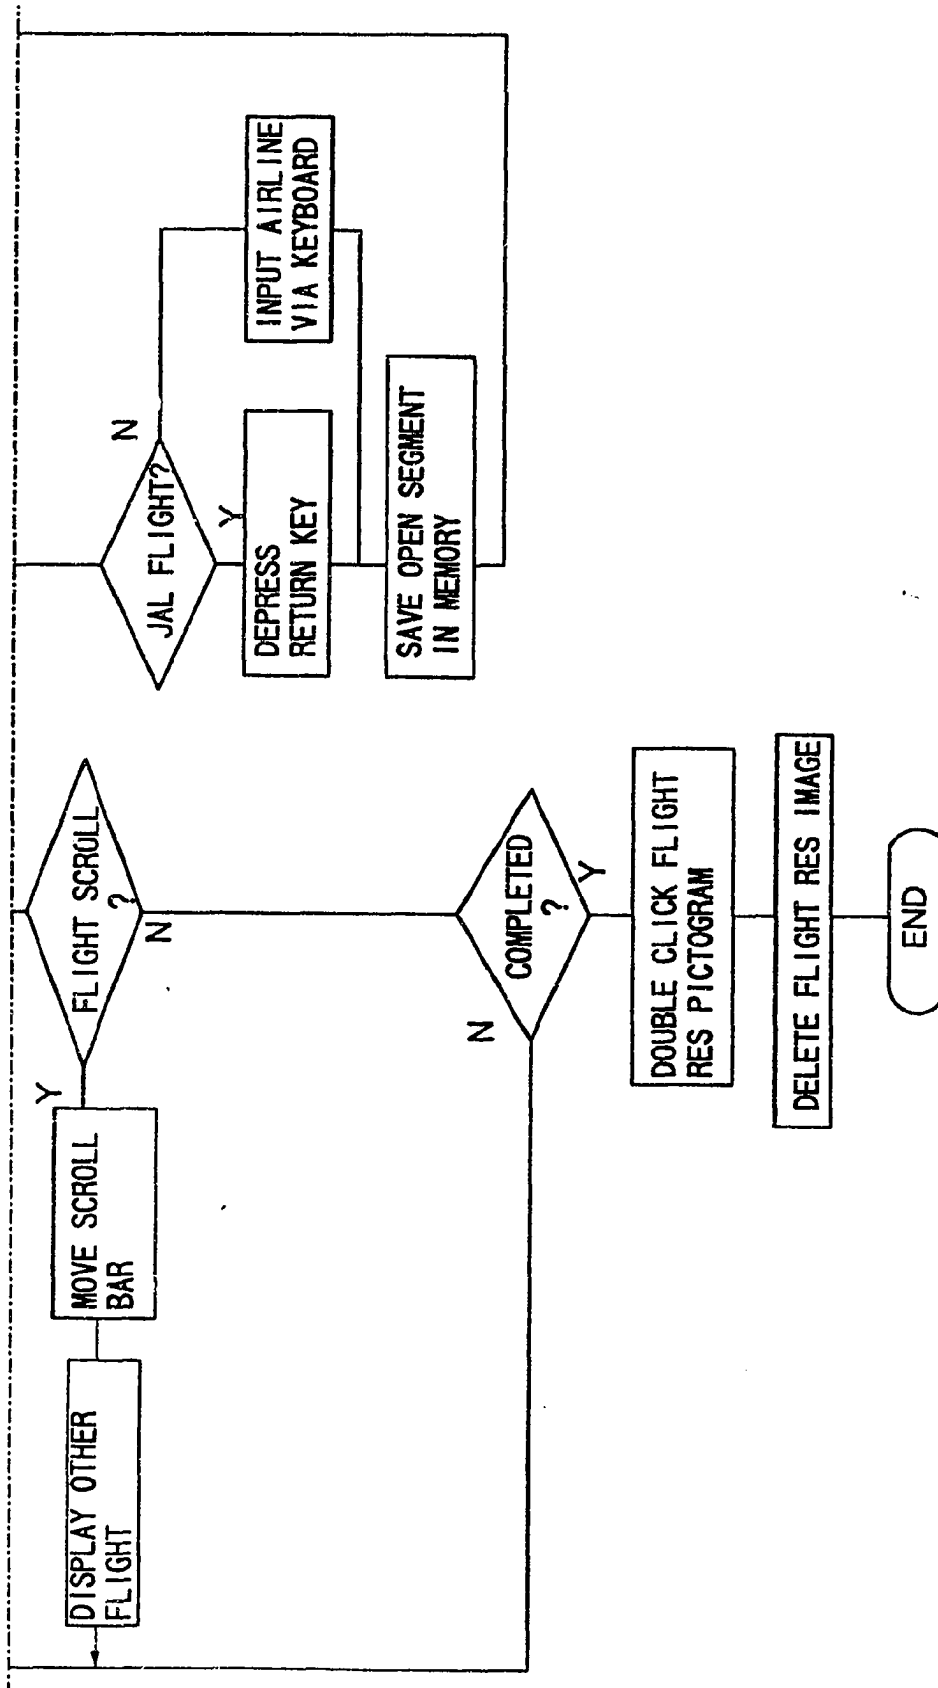 FLIGHT SCROLL
?
Y
N
MOVE SCROLL
BAR
DISPLAY OTHER
FLIGHT
COMPLETED
?
N
Y
DOUBLE CLICK FLIGHT
RES PICTOGRAM
DELETE FLIGHT RES IMAGE
END
JAL FLIGHT?
N
Y
DEPRESS
RETURN KEY
INPUT AIRLINE
VIA KEYBOARD
SAVE OPEN SEGMENT
IN MEMORY